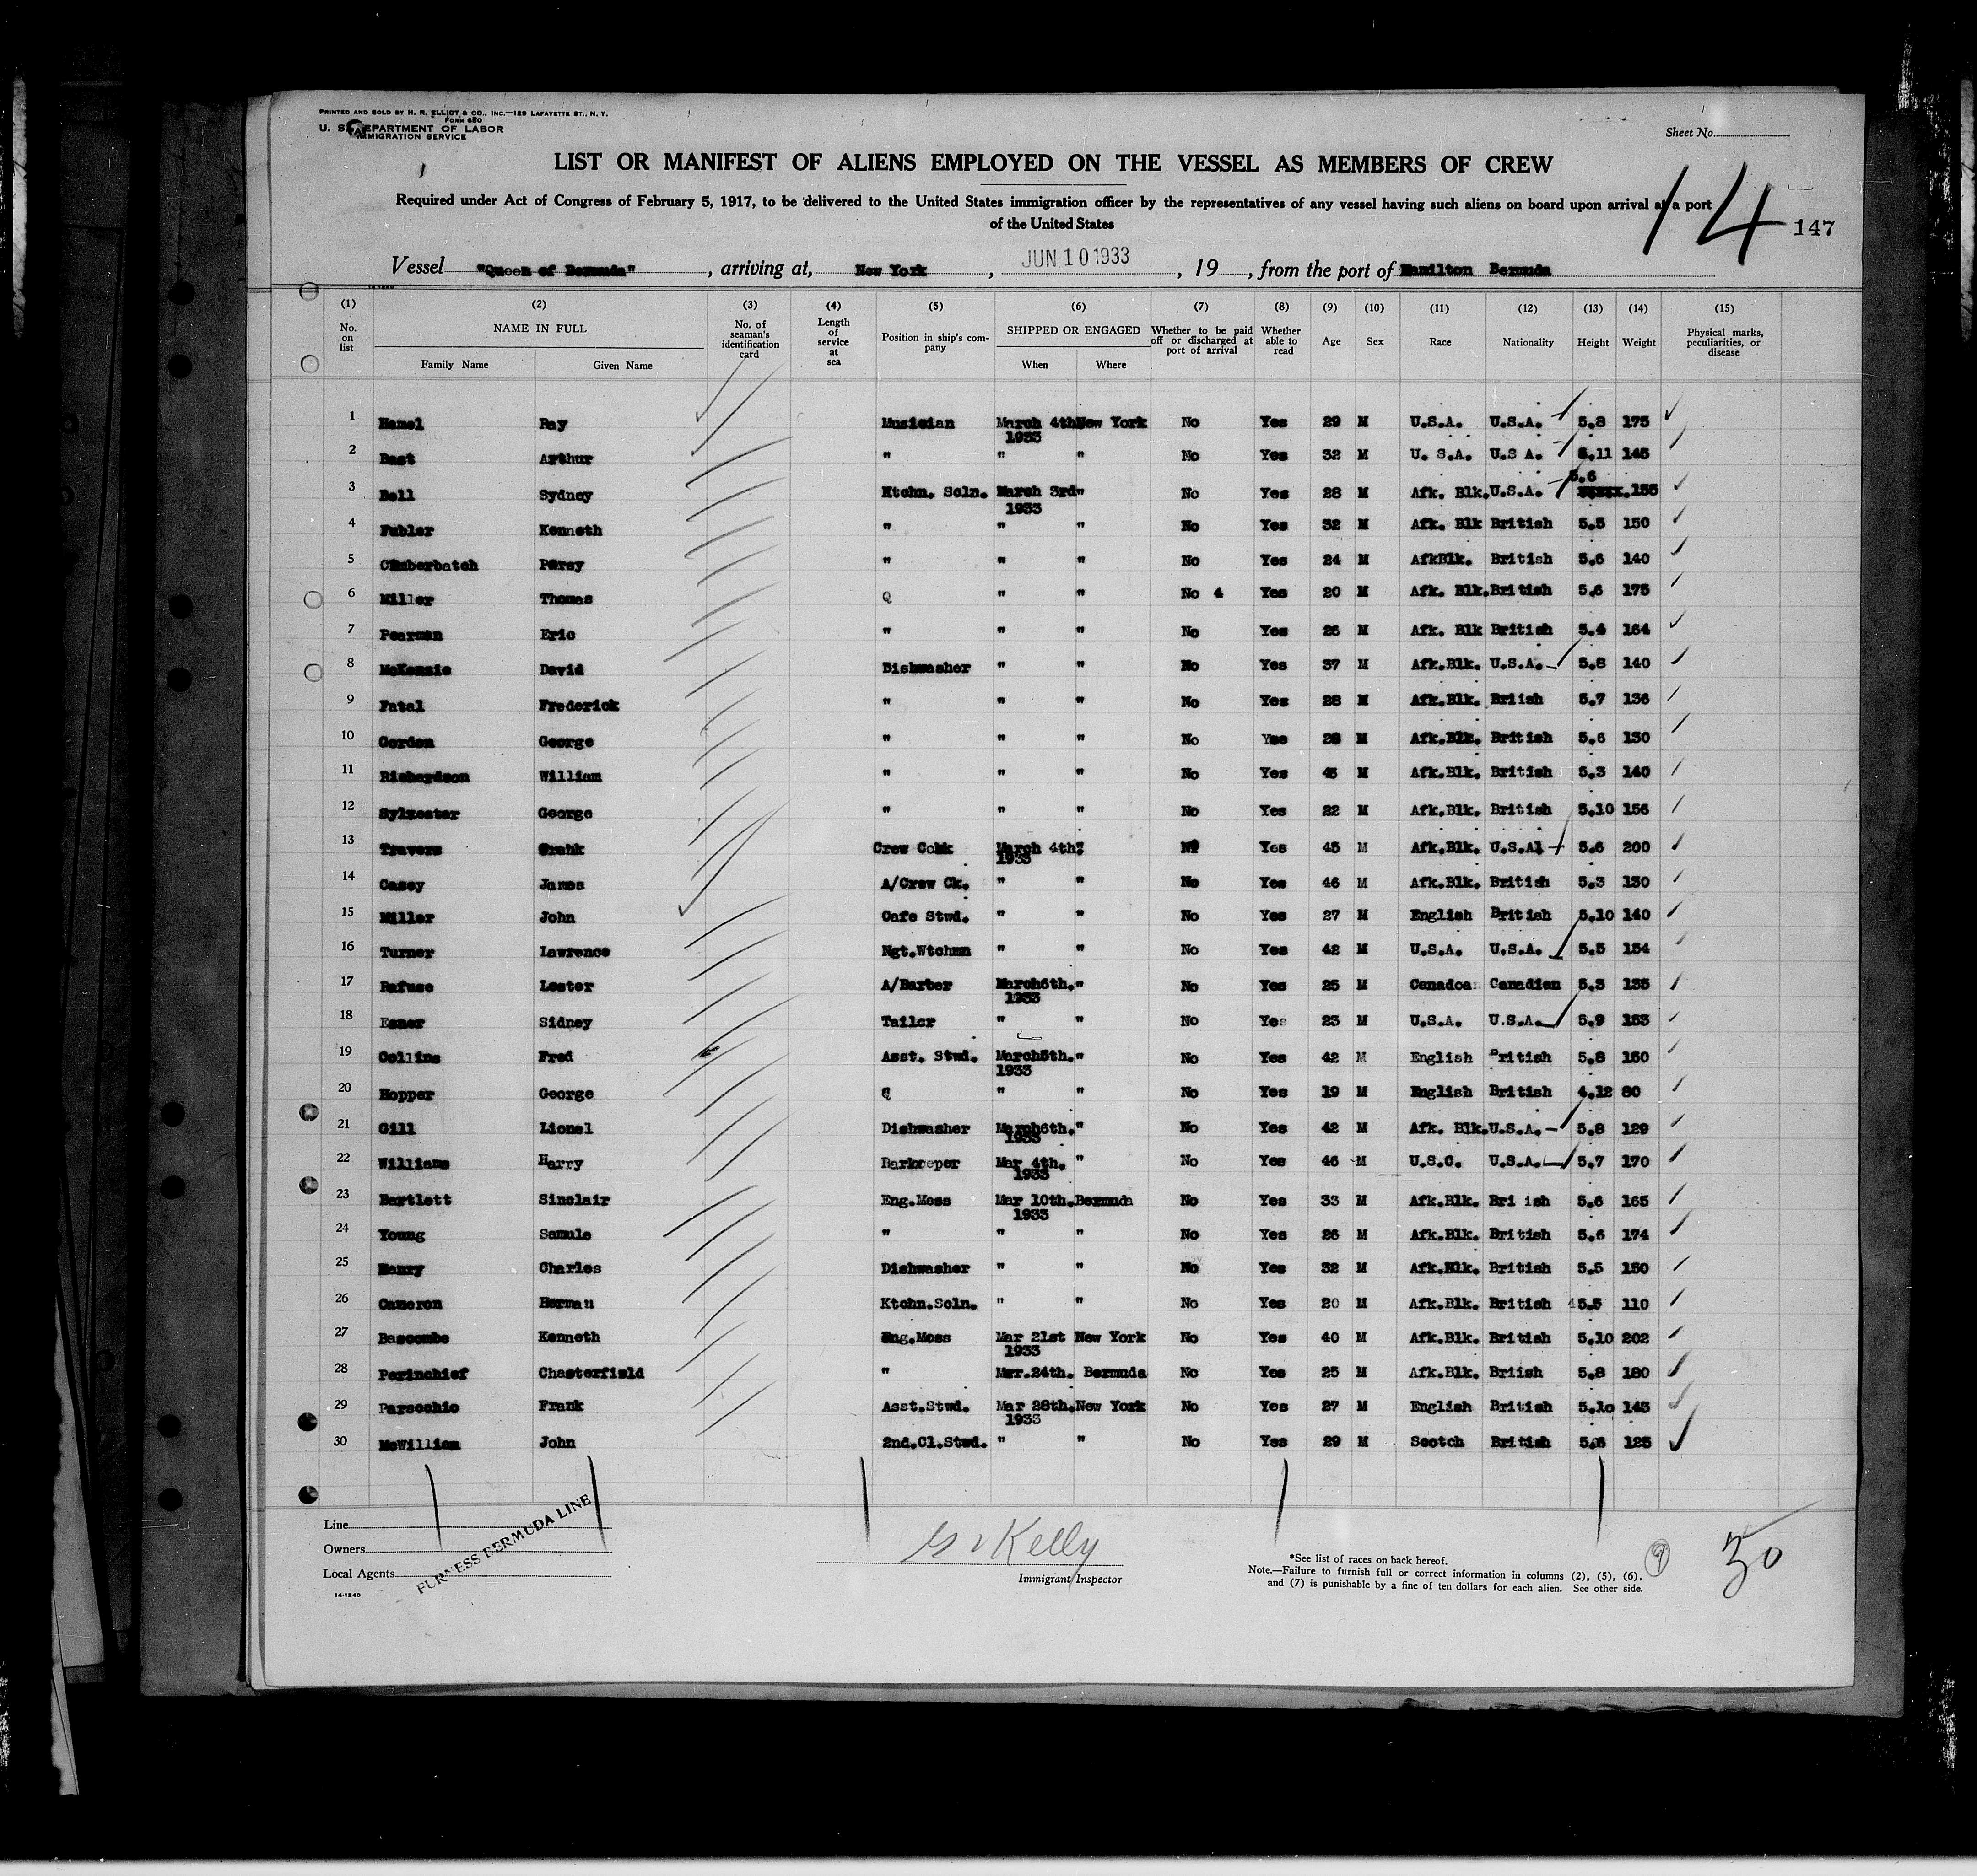 PRINTED AND SOLD BY H. R. ELLIOT & CO., INC.—129 LAFAYETTE ST., N. Y.
FORM 680
U. S. DEPARTMENT OF LABOR
IMMIGRATION SERVICE
Sheet No.
LIST OR MANIFEST OF ALIENS EMPLOYED ON THE VESSEL AS MEMBERS OF CREW
Required under Act of Congress of February 5, 1917, to be delivered to the United States immigration officer by the representatives of any vessel having such aliens on board upon arrival at a port
of the United States
14
147
Vessel "Queen of Bermuda" , arriving at, New York , JUN 10 1933 , 19 , from the port of Hamilton Bermuda
14-1240
(1) (2) (3) (4) (5) (6) (7) (8) (9) (10) (11) (12) (13) (14) (15)
No. on list NAME IN FULL Family Name Given Name No. of seaman's identification card Length of service at sea Position in ship's company SHIPPED OR ENGAGED When Where Whether to be paid off or discharged at port of arrival Whether able to read Age Sex Race Nationality Height Weight Physical marks, peculiarities, or disease
1 Hamel Ray Musician March 4th New York No Yes 29 M U.S.A. U.S.A. 5.8 175
1933
2 Bast Arthur " " " No Yes 32 M U. S.A. U.S A. 5.11 145
5.6
3 Bell Sydney Ktchn. Scln. March 3rd " No Yes 28 M Afk. Blk. U.S.A. 155
1933
4 Fubler Kenneth " " " No Yes 32 M Afk. Blk British 5.5 150
5 Cumberbatch Percy " " " No Yes 24 M AfkBlk. British 5.6 140
6 Miller Thomas Q " " No 4 Yes 20 M Afk. Blk. British 5.6 175
7 Pearman Eric " " " No Yes 26 M Afk. Blk British 5.4 164
8 McKennie David Dishwasher " " No Yes 37 M Afk.Blk. U.S.A. 5.8 140
9 Fatal Frederick " " " No Yes 28 M Afk.Blk. Briish 5.7 136
10 Gordon George " " " No Yse 28 M Afk.Blk. British 5.6 130
11 Richardson William " " " No Yes 45 M Afk.Blk. British 5.3 140
12 Sylvester George " " " No Yes 22 M Afk.Blk. British 5.10 156
13 Travers Crew Cook March 4th " Yes 45 M Afk.Blk. U.S.A. 5.6 200
1933
14 Casey James A/Crew Ck. " " No Yes 46 M Afk.Blk. British 5.3 130
15 Miller John Cafe Stwd. " " No Yes 27 M English British 5.10 140
16 Turner Lawrence Ngt.Wtchmn " " No Yes 42 M U.S.A. U.S.A. 5.5 154
17 Rafuse Lester A/Barber March6th. " No Yes 25 M Canadoan Canadian 5.3 135
1933
18 Esner Sidney Tailor " " No Yes 23 M U.S.A. U.S.A. 5.9 153
19 Collins Fred Asst. Stwd. March5th. " No Yes 42 M English British 5.8 150
1933
20 Hopper George Q " " No Yes 19 M English British 4.12 80
21 Gill Lionel Dishwasher March6th. " No Yes 42 M Afk. Blk. U.S.A. 5.8 129
1933
22 Williams Harry Barkeeper Mar 4th. " No Yes 46 M U.S.C. U.S.A. 5.7 170
1933
23 Bartlett Sinclair Eng.Mess Mar 10th. Bermuda No Yes 33 M Afk.Blk. Bri ish 5.6 165
1933
24 Young Samule " " " No Yes 26 M Afk.Blk. British 5.6 174
25 Henry Charles Dishwasher " " No Yes 32 M Afk.Blk. British 5.5 150
26 Cameron Herman Ktchn.Scln. " " No Yes 20 M Afk.Blk. British 5.5 110
27 Bascombe Kenneth Eng.Mess Mar 21st New York No Yes 40 M Afk.Blk. British 5.10 202
1933
28 Perinchief Chesterfield " Mar.24th. Bermuda No Yes 25 M Afk.Blk. Briish 5.8 180
29 Parscchio Frank Asst.Stwd. Mar 28th. New York No Yes 27 M English British 5.10 143
1933
30 McWilliam John 2nd.Cl.Stwd. " " No Yes 29 M Scotch British 125
Line
Owners
Local Agents
FURNESS BERMUDA LINE
14-1240
Kelly
Immigrant Inspector
*See list of races on back hereof.
Note.—Failure to furnish full or correct information in columns (2), (5), (6),
and (7) is punishable by a fine of ten dollars for each alien. See other side.
9
30